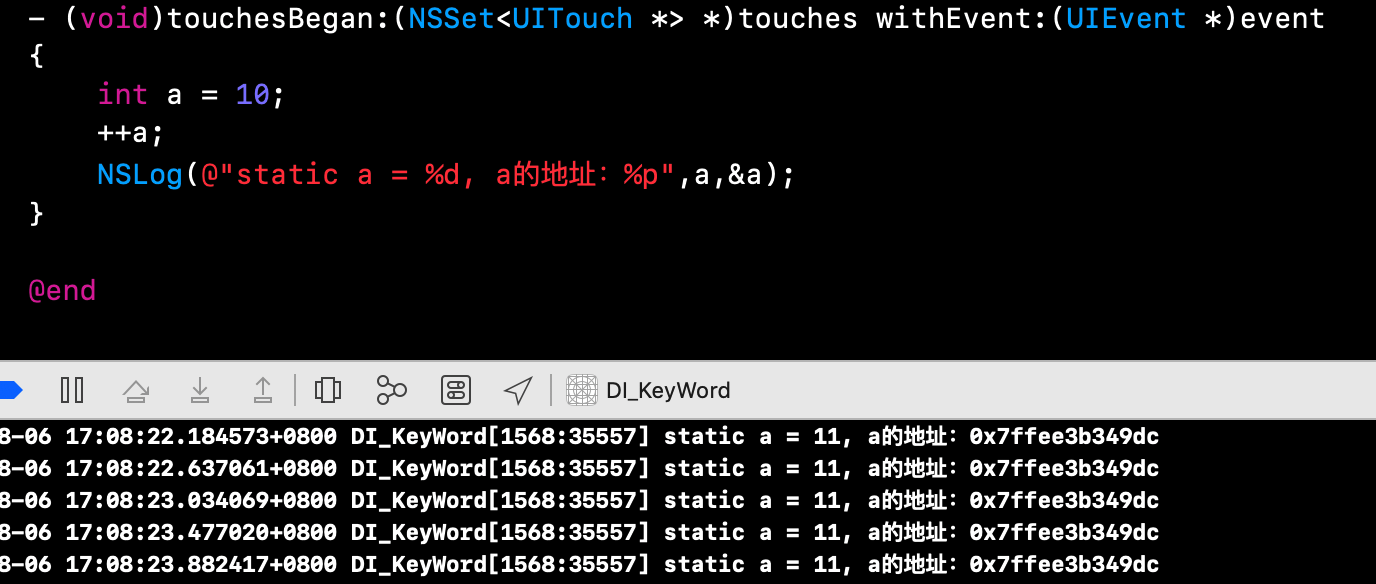 - (void)touchesBegan:(NSSet<UITouch *> *)touches withEvent:(UIEvent *)event
{
    int a = 10;
    ++a;
    NSLog(@"static a = %d, a的地址：%p",a,&a);
}
@end
DI_KeyWord
8-06 17:08:22.184573+0800 DI_KeyWord[1568:35557] static a = 11, a的地址：0x7ffee3b349dc
8-06 17:08:22.637061+0800 DI_KeyWord[1568:35557] static a = 11, a的地址：0x7ffee3b349dc
8-06 17:08:23.034069+0800 DI_KeyWord[1568:35557] static a = 11, a的地址：0x7ffee3b349dc
8-06 17:08:23.477020+0800 DI_KeyWord[1568:35557] static a = 11, a的地址：0x7ffee3b349dc
8-06 17:08:23.882417+0800 DI_KeyWord[1568:35557] static a = 11, a的地址：0x7ffee3b349dc